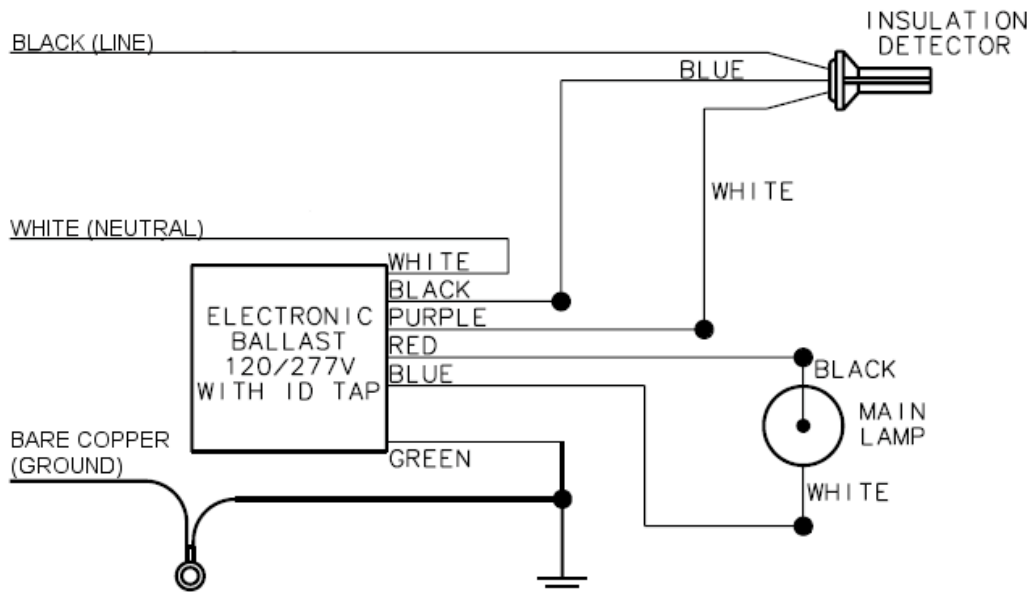 INSULATION
DETECTOR
BLACK (LINE)
BLUE
WHITE
WHITE (NEUTRAL)
WHITE
BLACK
PURPLE
RED
BLUE
GREEN
ELECTRONIC
BALLAST
120/277V
WITH ID TAP
BLACK
MAIN
LAMP
WHITE
BARE COPPER
(GROUND)